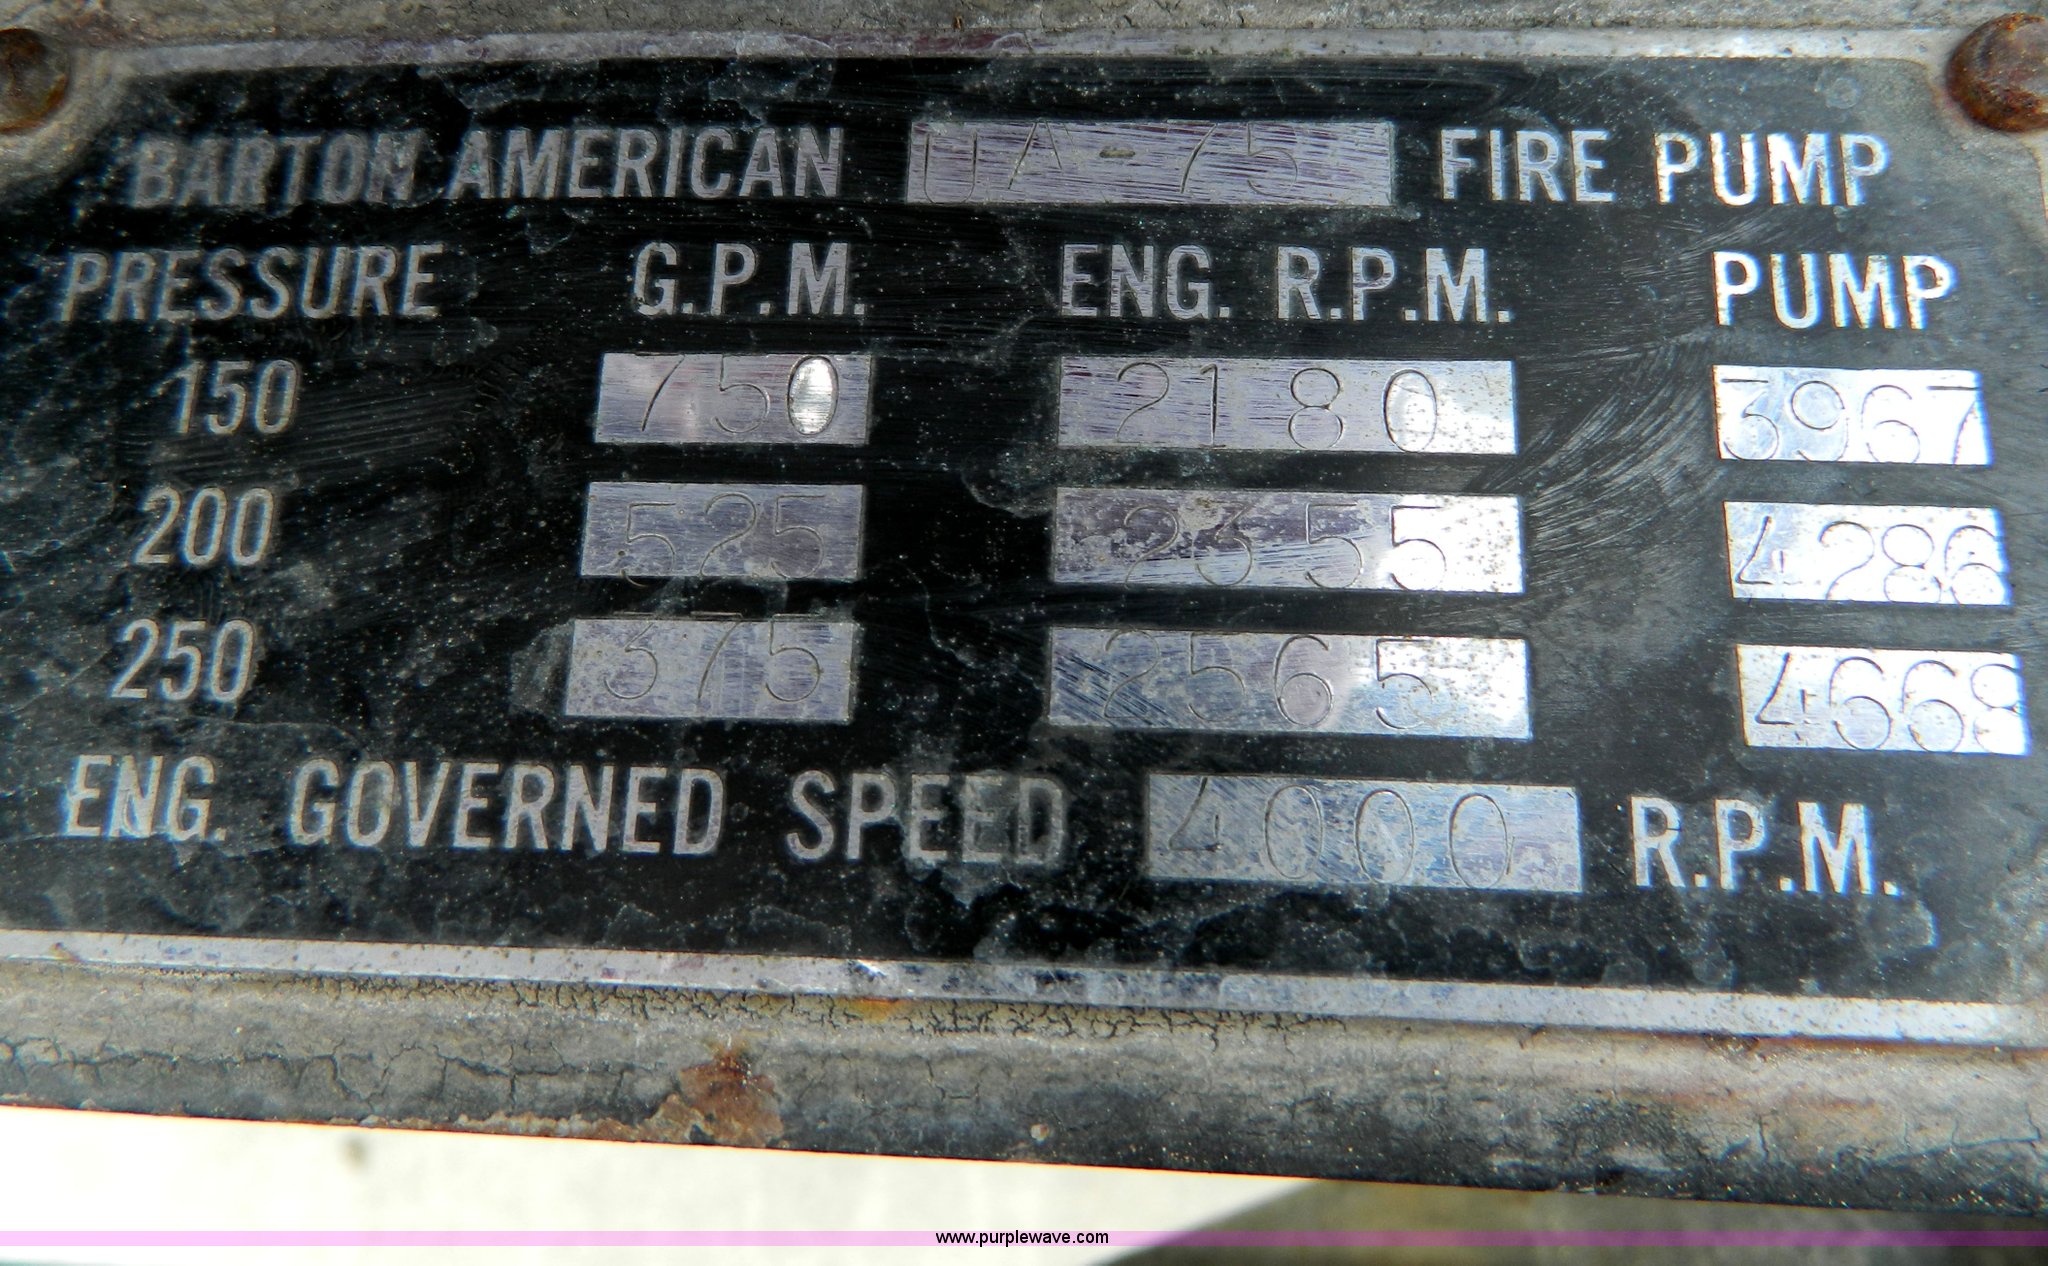 BARTON AMERICAN UA-75 FIRE PUMP
PRESSURE G.P.M. ENG. R.P.M. PUMP
150 750 2180 3967
200 525 2355 4286
250 375 2565 4668
ENG. GOVERNED SPEED 4000 R.P.M.
www.purplewave.com